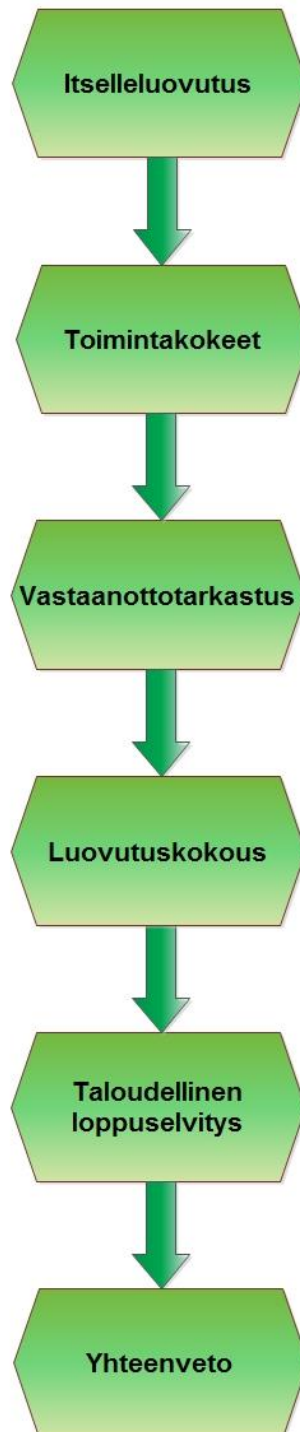 Itselleluovutus
Toimintakokeet
Vastaanottotarkastus
Luovutuskokous
Taloudellinen
loppuselvitys
Yhteenveto